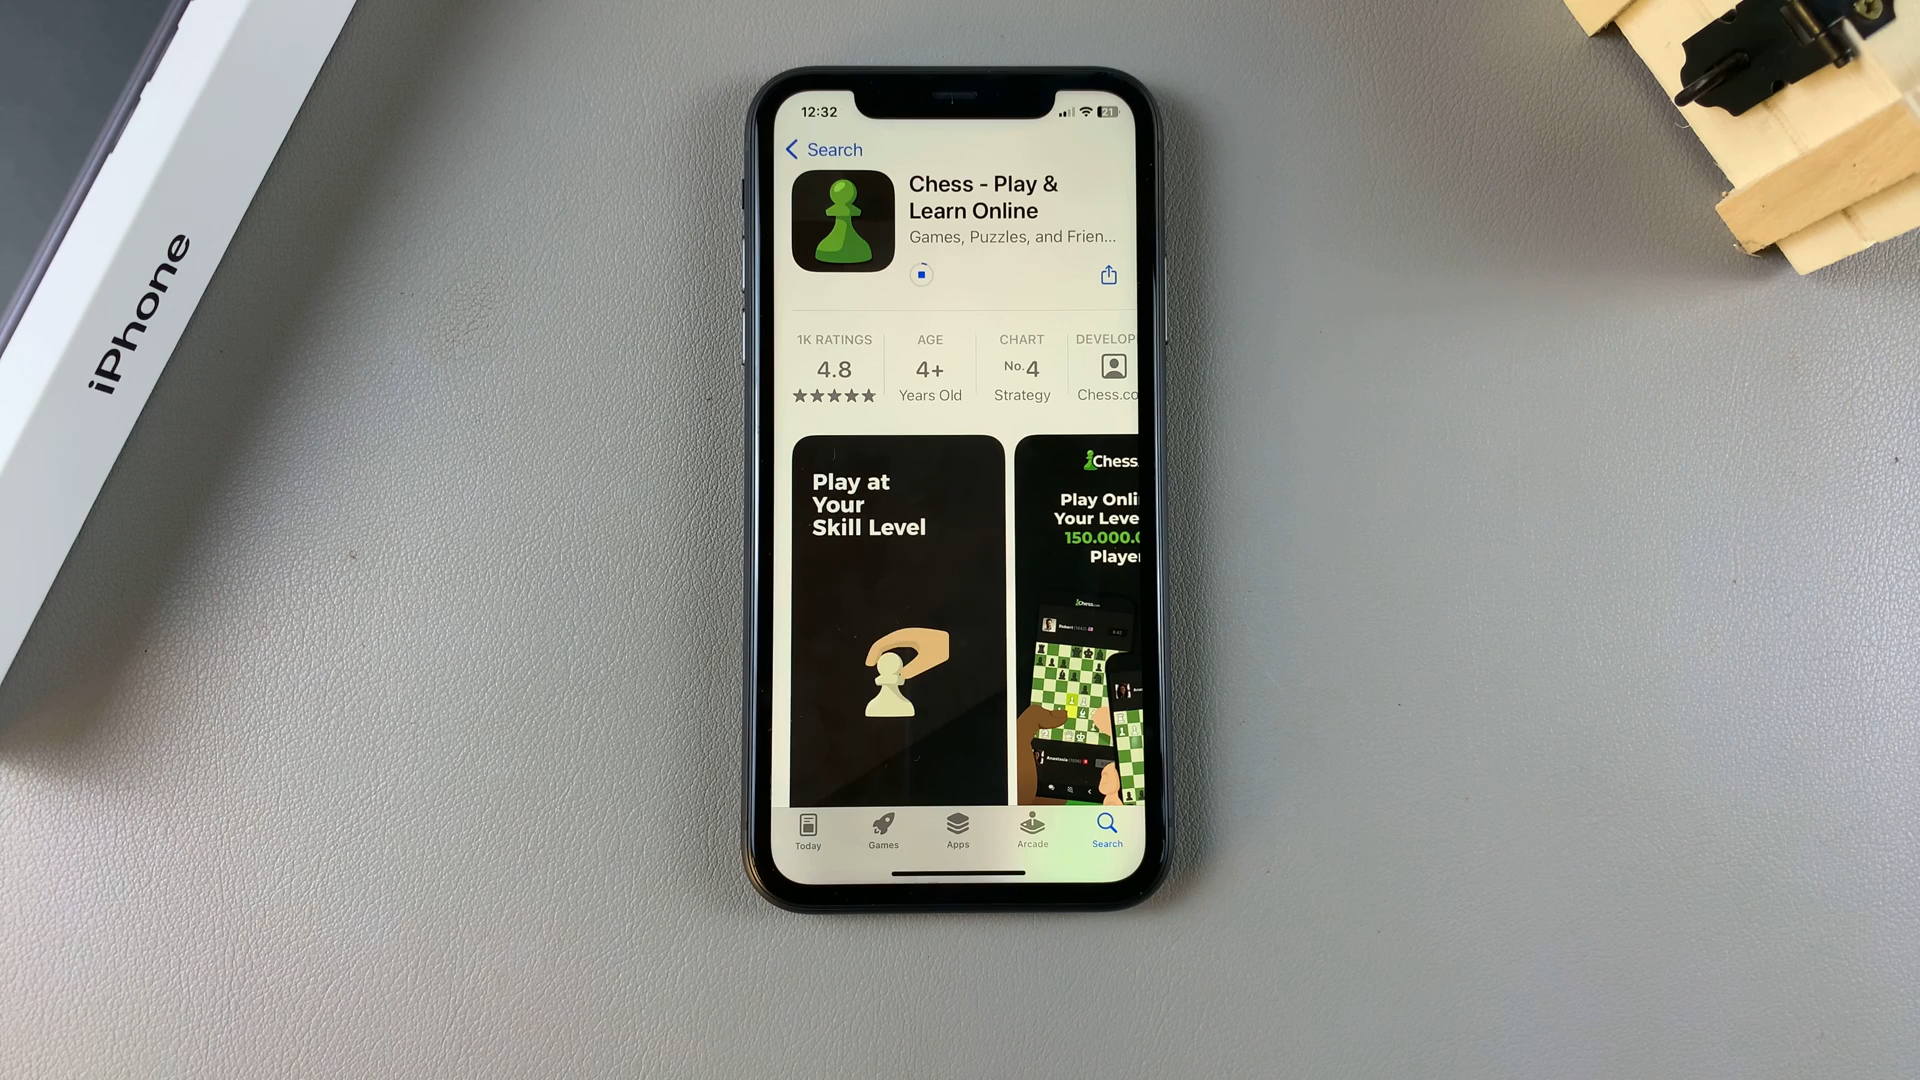 iPhone
12:32
21
Search
Chess - Play &
Learn Online
Games, Puzzles, and Frien...
1K RATINGS
4.8
AGE
4+
Years Old
CHART
No.4
Strategy
DEVELOP
Chess.co
Play at
Your
Skill Level
Chess.
Play Onli
Your Leve
150.000.0
Player
Today
Games
Apps
Arcade
Search